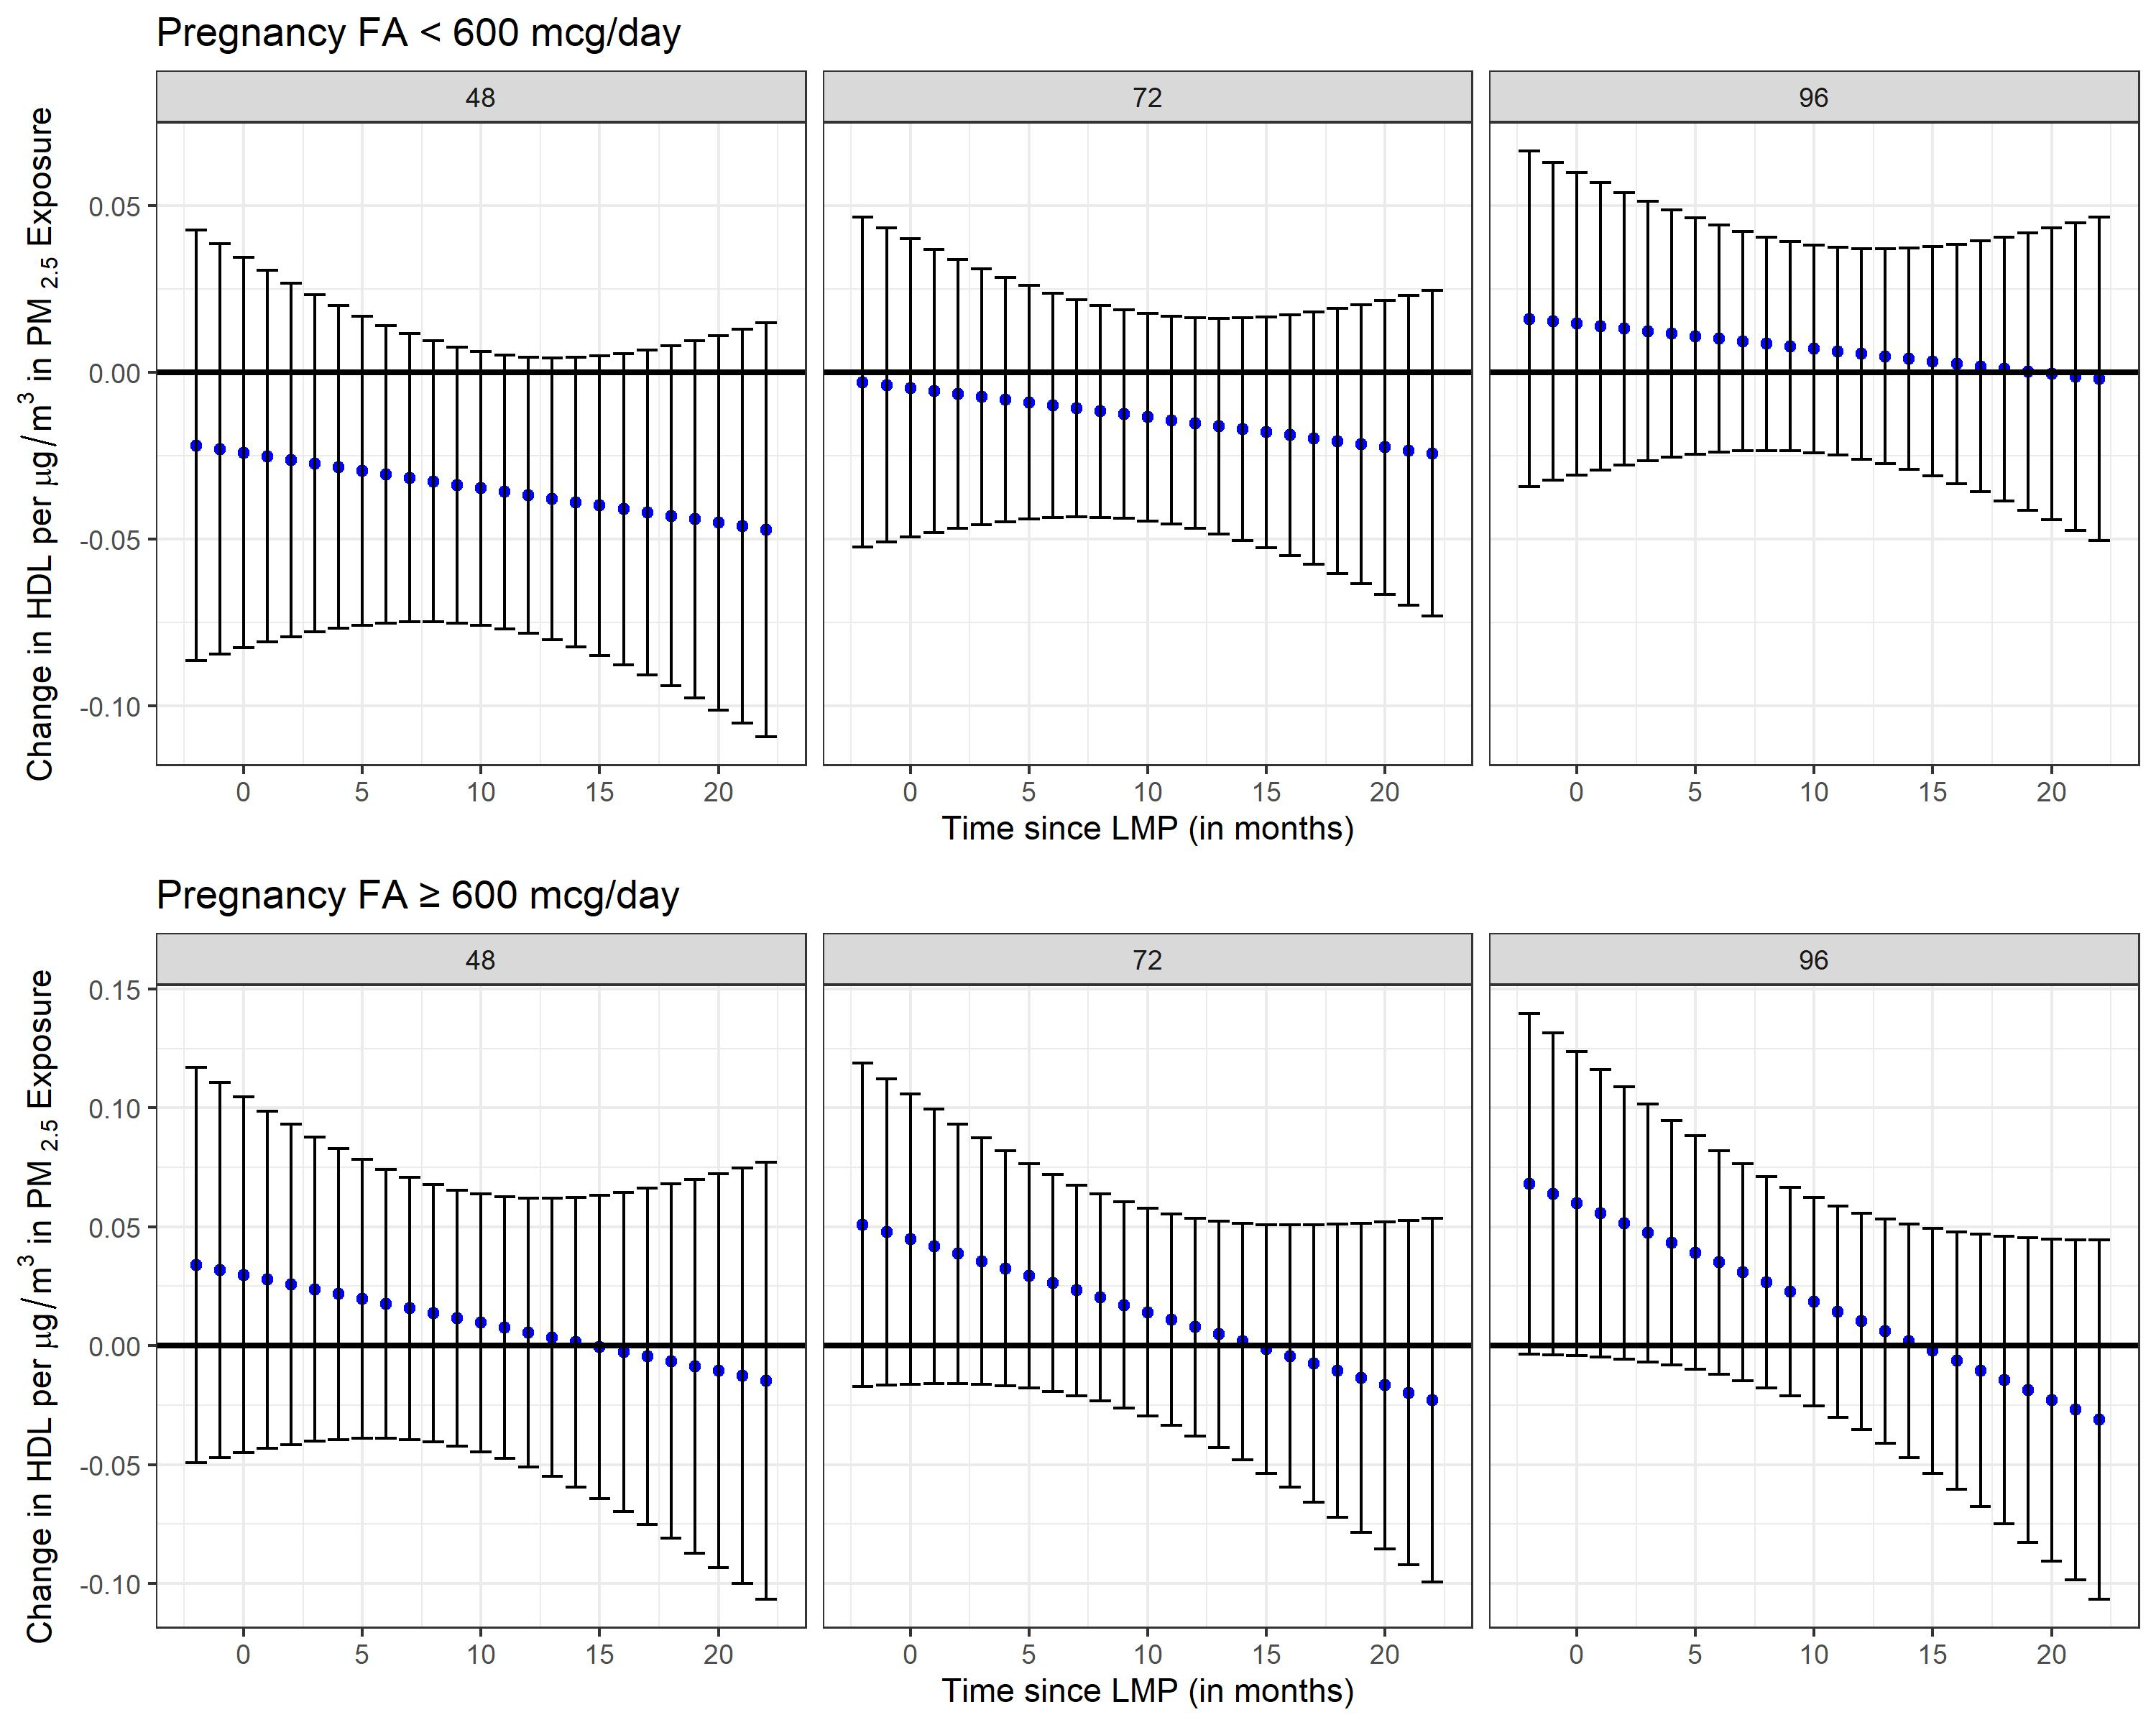 Pregnancy FA < 600 mcg/day
48 72 96
Change in HDL per μg/m³ in PM 2.5 Exposure
0.05
0.00
-0.05
-0.10
0 5 10 15 20 0 5 10 15 20 0 5 10 15 20
Time since LMP (in months)
Pregnancy FA ≥ 600 mcg/day
48 72 96
Change in HDL per μg/m³ in PM 2.5 Exposure
0.15
0.10
0.05
0.00
-0.05
-0.10
0 5 10 15 20 0 5 10 15 20 0 5 10 15 20
Time since LMP (in months)